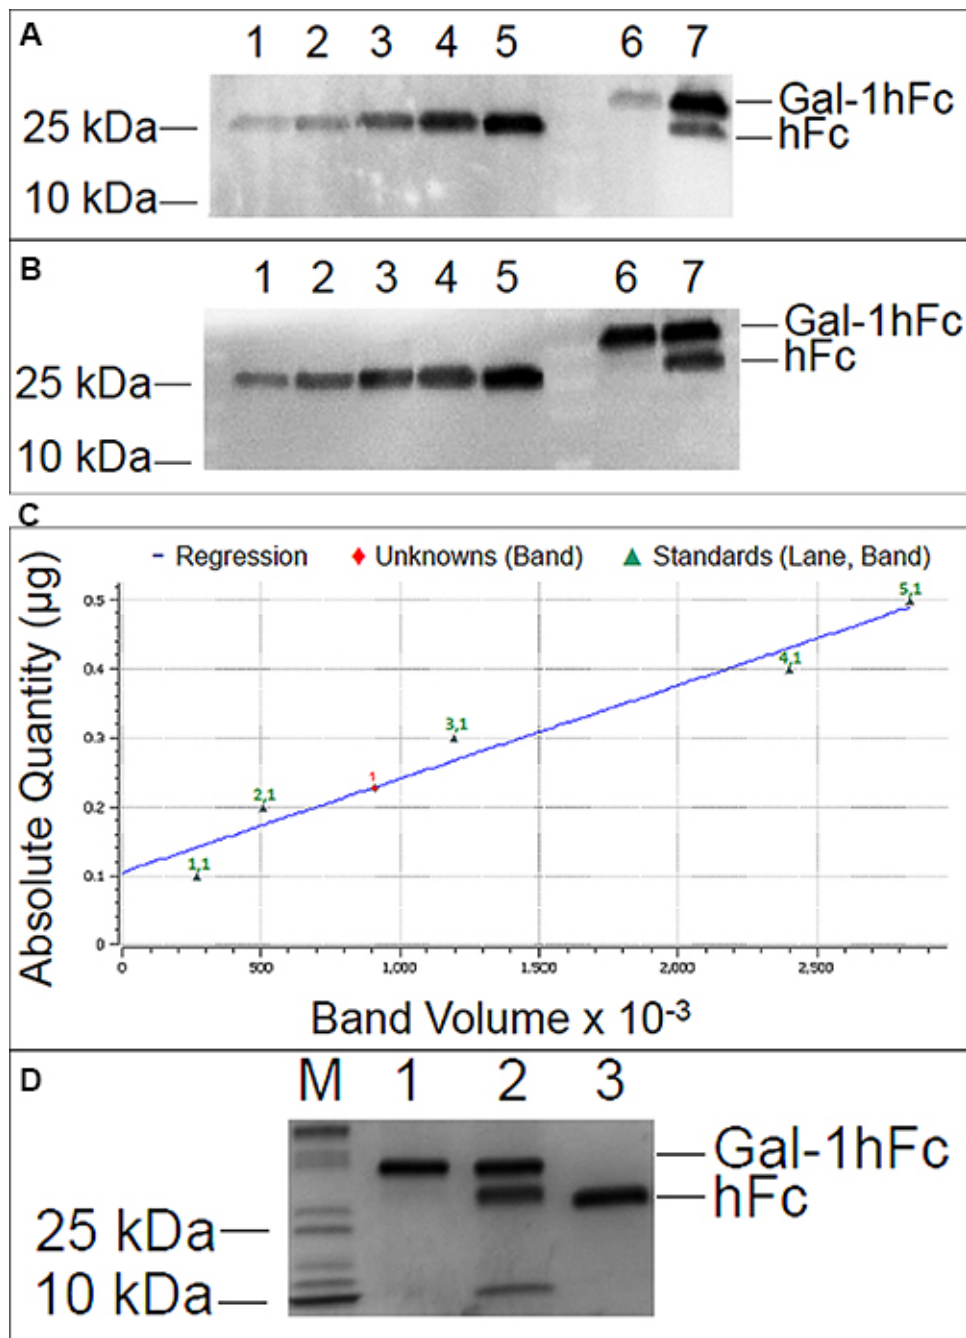 A
1 2 3 4 5 6 7
Gal-1hFc
25 kDa
hFc
10 kDa
B
1 2 3 4 5 6 7
Gal-1hFc
hFc
25 kDa
10 kDa
C
Regression Unknowns (Band) Standards (Lane, Band)
Absolute Quantity (µg)
0.5
0.4
0.3
0.2
0.1
0
5,1
4,1
3,1
1
2,1
1,1
0 500 1,000 1,500 2,000 2,500
Band Volume x 10-3
D
M 1 2 3
Gal-1hFc
hFc
25 kDa
10 kDa